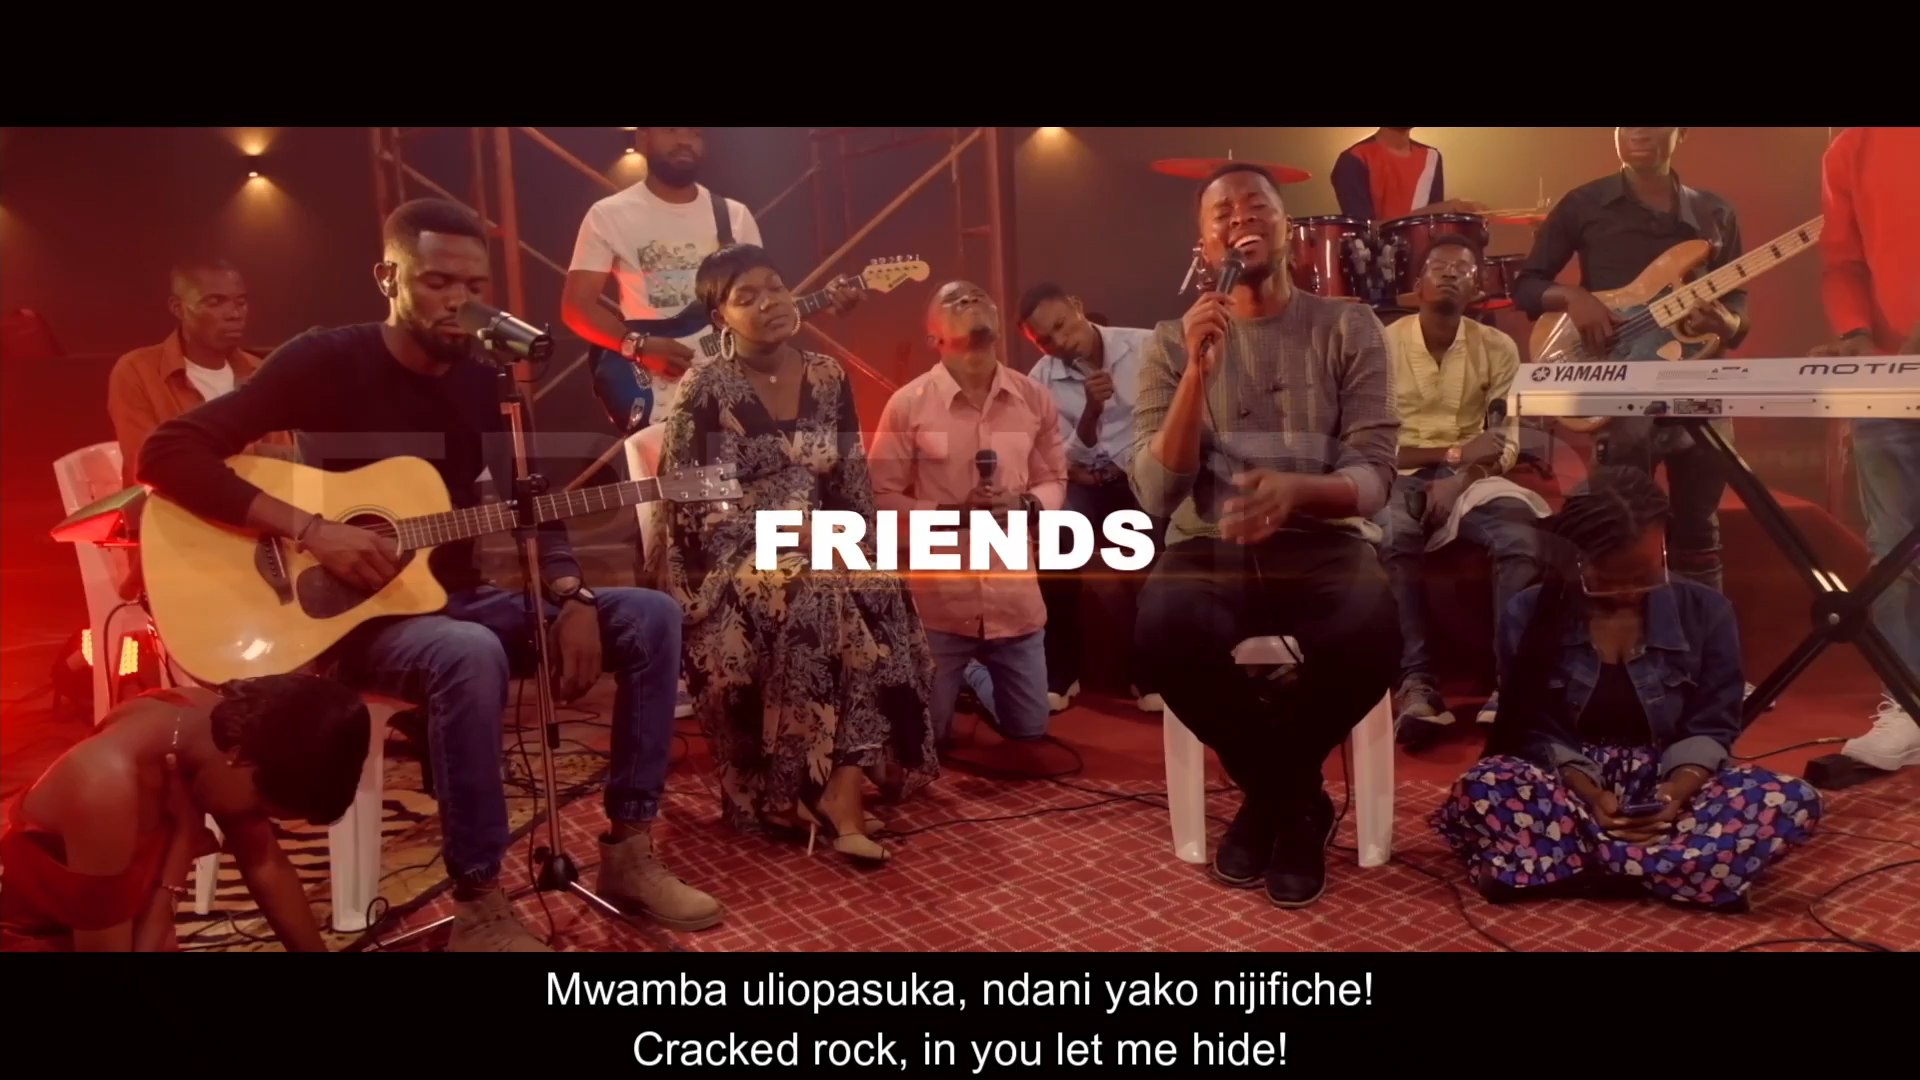 YAMAHA
MOTIF
FRIENDS
Mwamba uliopasuka, ndani yako nijifiche!
Cracked rock, in you let me hide!